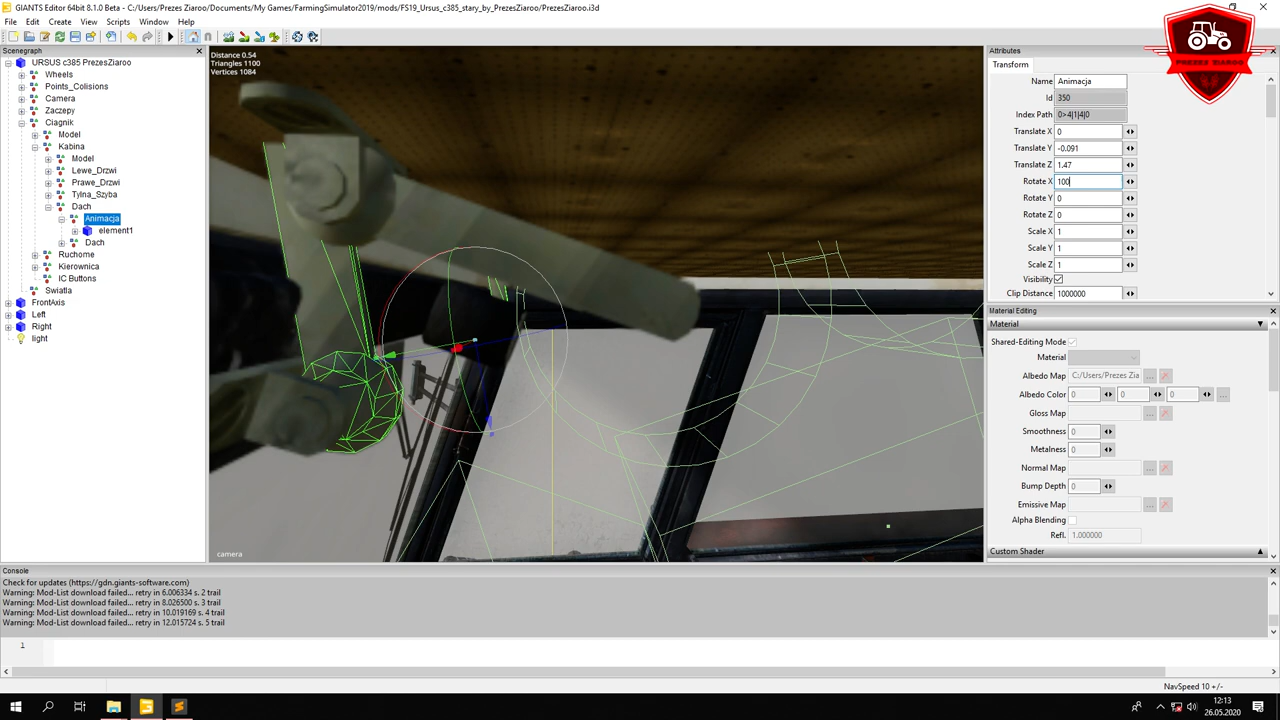 GIANTS Editor 64bit 8.1.0 Beta - C:/Users/Prezes Ziaroo/Documents/My Games/FarmingSimulator2019/mods/FS19_Ursus_c385_stary_by_PrezesZiaroo/PrezesZiaroo.i3d
File Edit Create View Scripts Window Help
PREZES ZIAROO
Scenegraph
URSUS c385 PrezesZiaroo
Wheels
Points_Colisions
Camera
Zaczepy
Ciagnik
Model
Kabina
Model
Lewe_Drzwi
Prawe_Drzwi
Tylna_Szyba
Dach
Animacja
element1
Dach
Ruchome
Kierownica
IC Buttons
Swiatla
FrontAxis
Left
Right
light
Distance 0.54
Triangles 1100
Vertices 1084
camera
Attributes
Transform
Name Animacja
Id 350
Index Path 0>4|1|4|0
Translate X 0
Translate Y -0.091
Translate Z 1.47
Rotate X 100
Rotate Y 0
Rotate Z 0
Scale X 1
Scale Y 1
Scale Z 1
Visibility
Clip Distance 1000000
Material Editing
Material
Shared-Editing Mode
Material
Albedo Map C:/Users/Prezes Zia ...
Albedo Color 0 0 0 ...
Gloss Map ...
Smoothness 0
Metalness 0
Normal Map ...
Bump Depth 0
Emissive Map ...
Alpha Blending
Refl. 1.000000
Custom Shader
Console
Check for updates (https://gdn.giants-software.com)
Warning: Mod-List download failed... retry in 6.006334 s. 2 trail
Warning: Mod-List download failed... retry in 8.026500 s. 3 trail
Warning: Mod-List download failed... retry in 10.019169 s. 4 trail
Warning: Mod-List download failed... retry in 12.015724 s. 5 trail
1
NavSpeed 10 +/-
12:13
26.05.2020